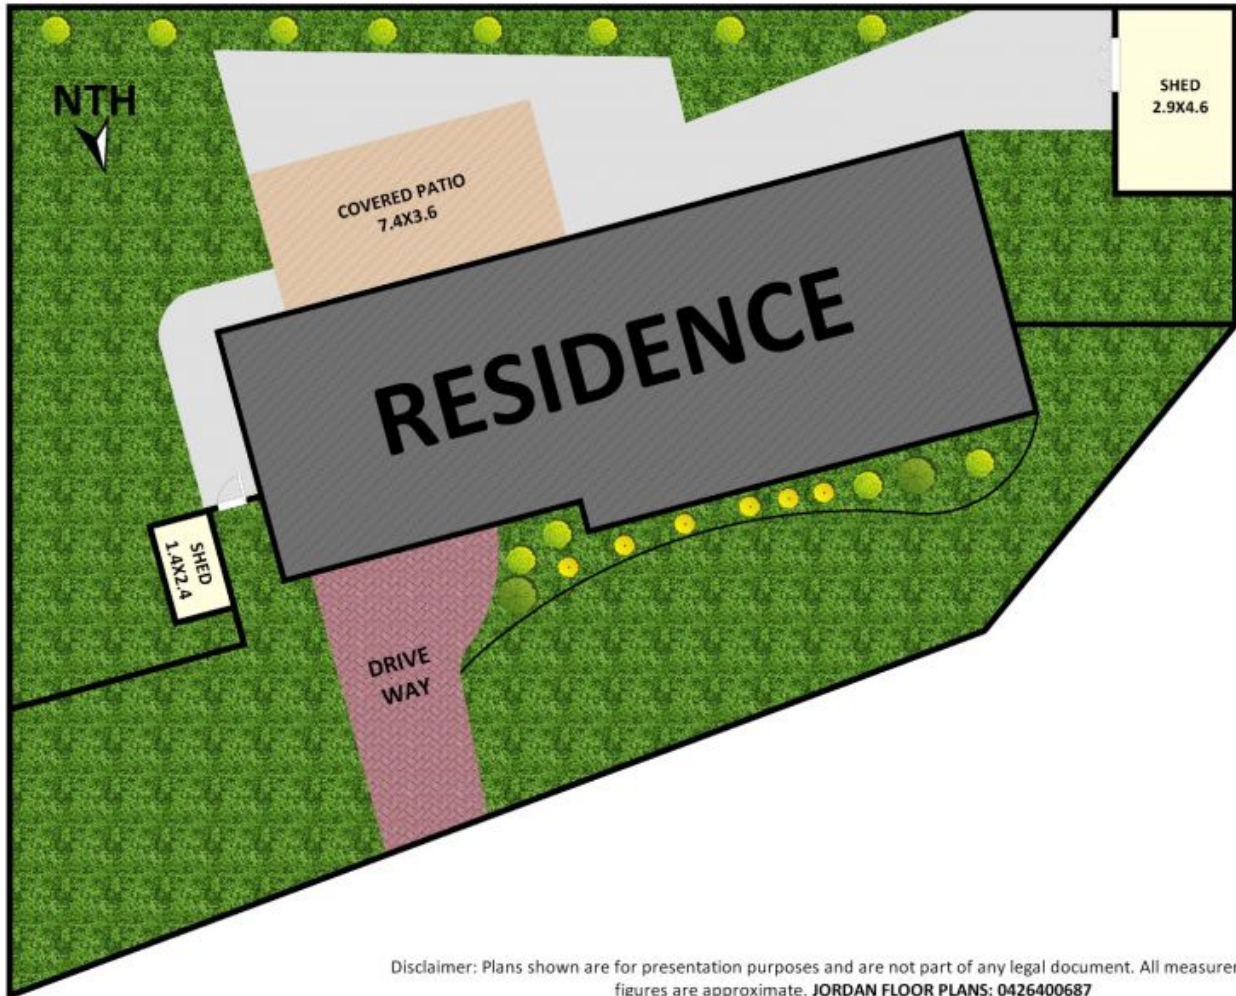 NTH
SHED
2.9X4.6
COVERED PATIO
7.4X3.6
RESIDENCE
SHED
1.4X2.4
DRIVE
WAY
Disclaimer: Plans shown are for presentation purposes and are not part of any legal document. All measurer
figures are approximate. JORDAN FLOOR PLANS: 0426400687